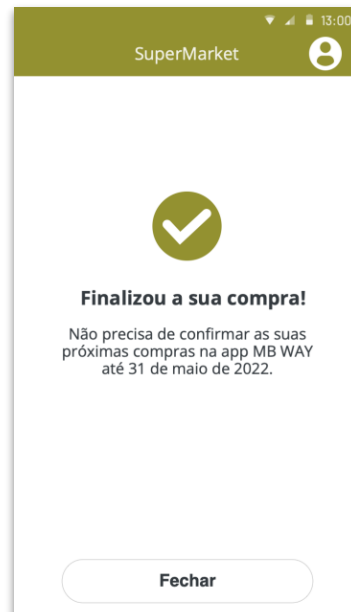 13:00
SuperMarket
Finalizou a sua compra!
Não precisa de confirmar as suas
próximas compras na app MB WAY
até 31 de maio de 2022.
Fechar